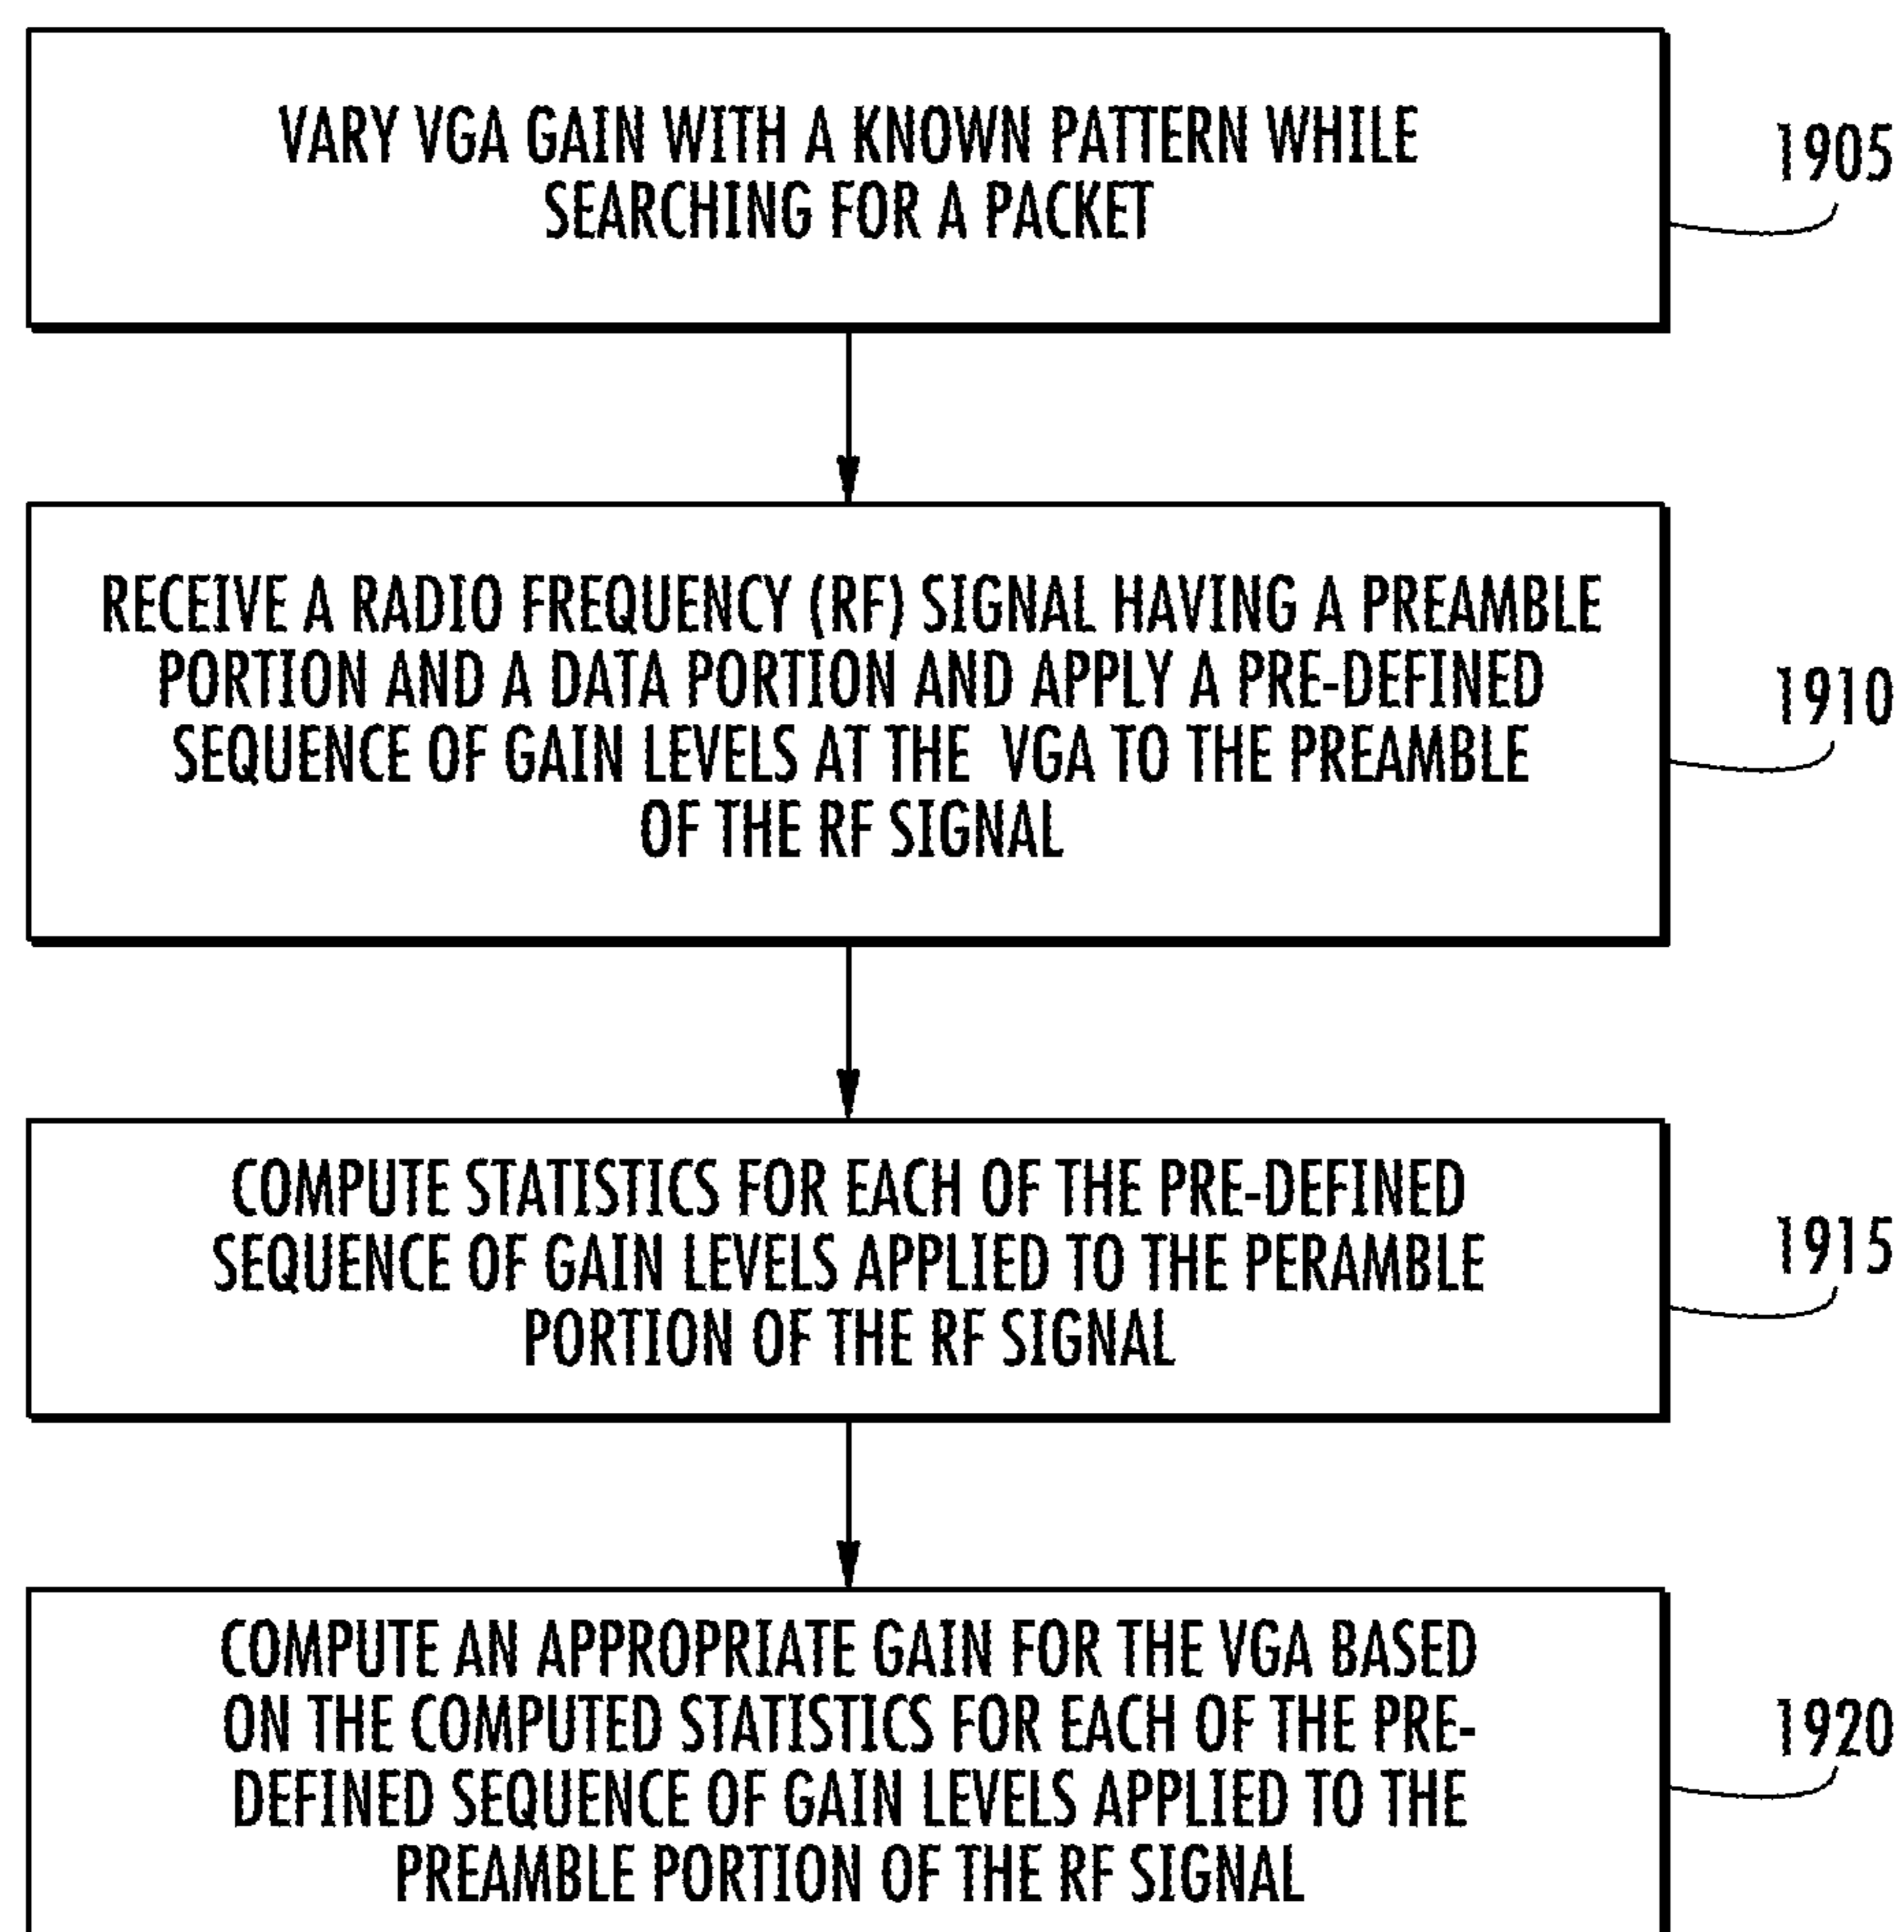 VARY VGA GAIN WITH A KNOWN PATTERN WHILE
SEARCHING FOR A PACKET
1905
RECEIVE A RADIO FREQUENCY (RF) SIGNAL HAVING A PREAMBLE
PORTION AND A DATA PORTION AND APPLY A PRE-DEFINED
SEQUENCE OF GAIN LEVELS AT THE VGA TO THE PREAMBLE
OF THE RF SIGNAL
1910
COMPUTE STATISTICS FOR EACH OF THE PRE-DEFINED
SEQUENCE OF GAIN LEVELS APPLIED TO THE PERAMBLE
PORTION OF THE RF SIGNAL
1915
COMPUTE AN APPROPRIATE GAIN FOR THE VGA BASED
ON THE COMPUTED STATISTICS FOR EACH OF THE PRE-
DEFINED SEQUENCE OF GAIN LEVELS APPLIED TO THE
PREAMBLE PORTION OF THE RF SIGNAL
1920